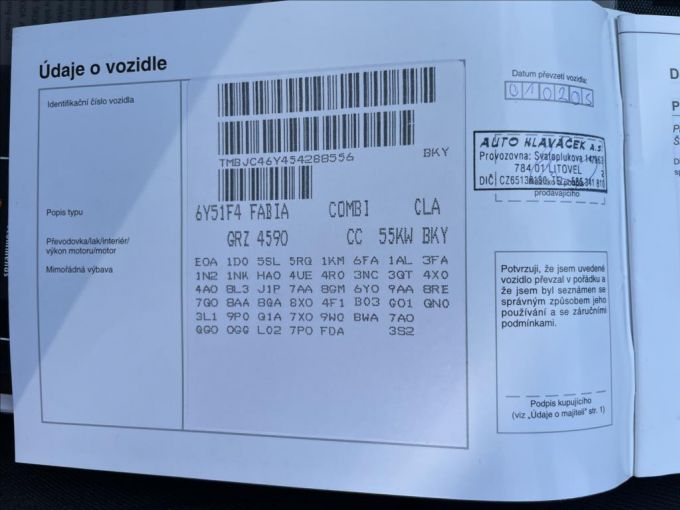 Údaje o vozidle
Identifikační číslo vozidla
TMBJC46Y454288556 BKY
Popis typu
6Y51F4 FABIA COMBI CLA
Převodovka/lak/interiér/
výkon motoru/motor
GRZ 4590 CC 55KW BKY
Mimořádná výbava
E0A 1D0 5SL 5RQ 1KM 6FA 1AL 3FA
1N2 1NK HA0 4UE 4R0 3NC 3QT 4X0
4A0 8L3 J1P 7AA 8GM 6Y0 9AA 8RE
7Q0 8AA 8QA 8X0 4F1 B03 G01 QN0
3L1 9P0 Q1A 7X0 9W0 BWA 7A0
GG0 0GG L02 7P0 FDA 3S2
Datum převzetí vozidla:
010205
AUTO HLAVÁČEK A.S.
Provozovna: Svatoplukova
784 01 LITOVEL
DIČ
prodávajícího
Potvrzuji, že jsem uvedené
vozidlo převzal v pořádku a
že jsem byl seznámen se
správným způsobem jeho
používání a se záručními
podmínkami.
Podpis kupujícího
(viz „Údaje o majiteli" str. 1)